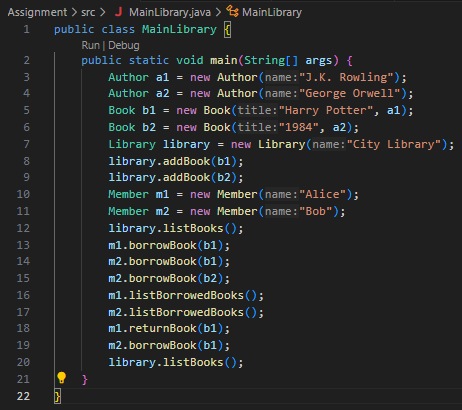 Assignment > src > J MainLibrary.java > MainLibrary
1 public class MainLibrary {
Run | Debug
2 public static void main(String[] args) {
3 Author a1 = new Author(name:"J.K. Rowling");
4 Author a2 = new Author(name:"George Orwell");
5 Book b1 = new Book(title:"Harry Potter", a1);
6 Book b2 = new Book(title:"1984", a2);
7 Library library = new Library(name:"City Library");
8 library.addBook(b1);
9 library.addBook(b2);
10 Member m1 = new Member(name:"Alice");
11 Member m2 = new Member(name:"Bob");
12 library.listBooks();
13 m1.borrowBook(b1);
14 m2.borrowBook(b1);
15 m2.borrowBook(b2);
16 m1.listBorrowedBooks();
17 m2.listBorrowedBooks();
18 m1.returnBook(b1);
19 m2.borrowBook(b1);
20 library.listBooks();
21 }
22 }